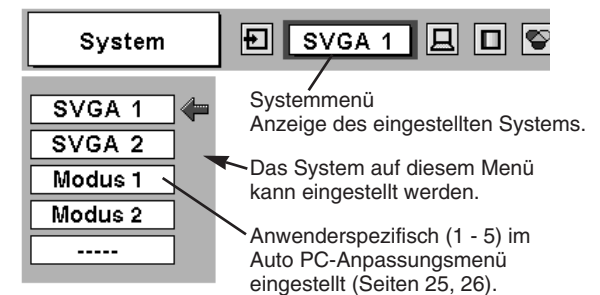 System
SVGA 1
Systemmenü
Anzeige des eingestellten Systems.
SVGA 1
SVGA 2
Modus 1
Modus 2
-----
Das System auf diesem Menü
kann eingestellt werden.
Anwenderspezifisch (1 - 5) im
Auto PC-Anpassungsmenü
eingestellt (Seiten 25, 26).